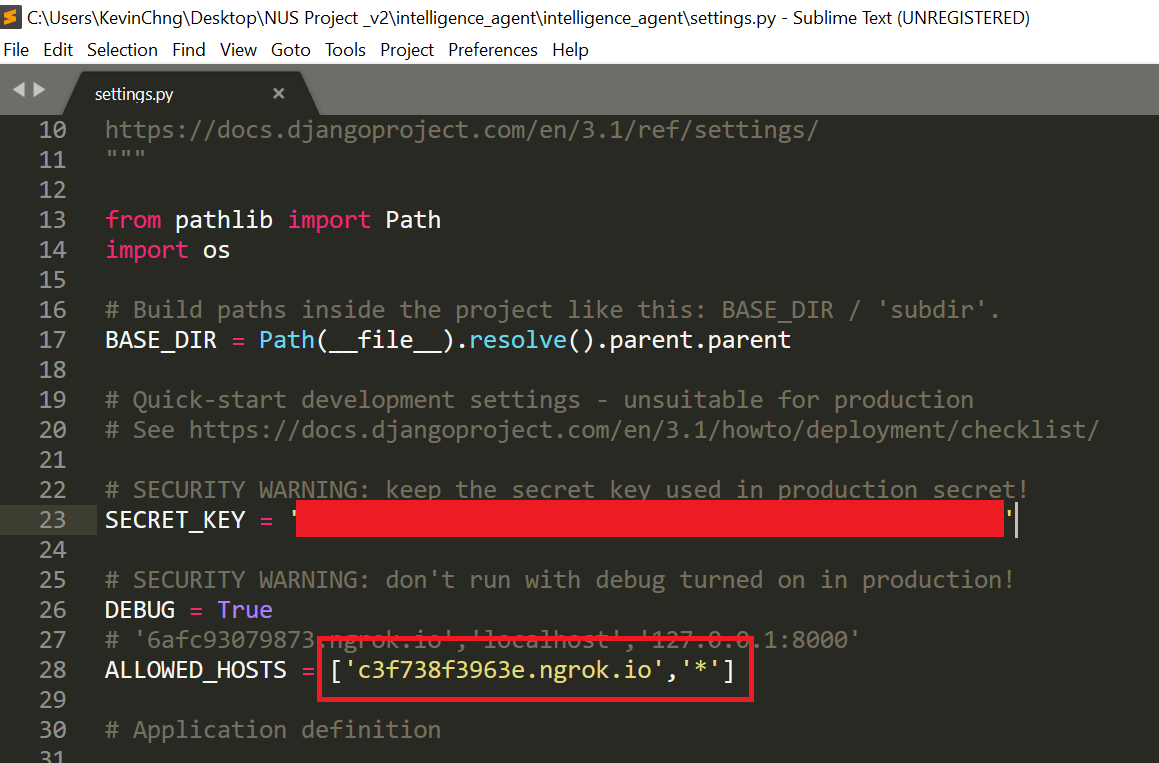 C:\Users\KevinChng\Desktop\NUS Project _v2\intelligence_agent\intelligence_agent\settings.py - Sublime Text (UNREGISTERED)
File Edit Selection Find View Goto Tools Project Preferences Help
settings.py ×
10 https://docs.djangoproject.com/en/3.1/ref/settings/
11 """
12
13 from pathlib import Path
14 import os
15
16 # Build paths inside the project like this: BASE_DIR / 'subdir'.
17 BASE_DIR = Path(__file__).resolve().parent.parent
18
19 # Quick-start development settings - unsuitable for production
20 # See https://docs.djangoproject.com/en/3.1/howto/deployment/checklist/
21
22 # SECURITY WARNING: keep the secret key used in production secret!
23 SECRET_KEY = ' '
24
25 # SECURITY WARNING: don't run with debug turned on in production!
26 DEBUG = True
27 # '6afc93079873.ngrok.io','localhost','127.0.0.1:8000'
28 ALLOWED_HOSTS = ['c3f738f3963e.ngrok.io','*']
29
30 # Application definition
31